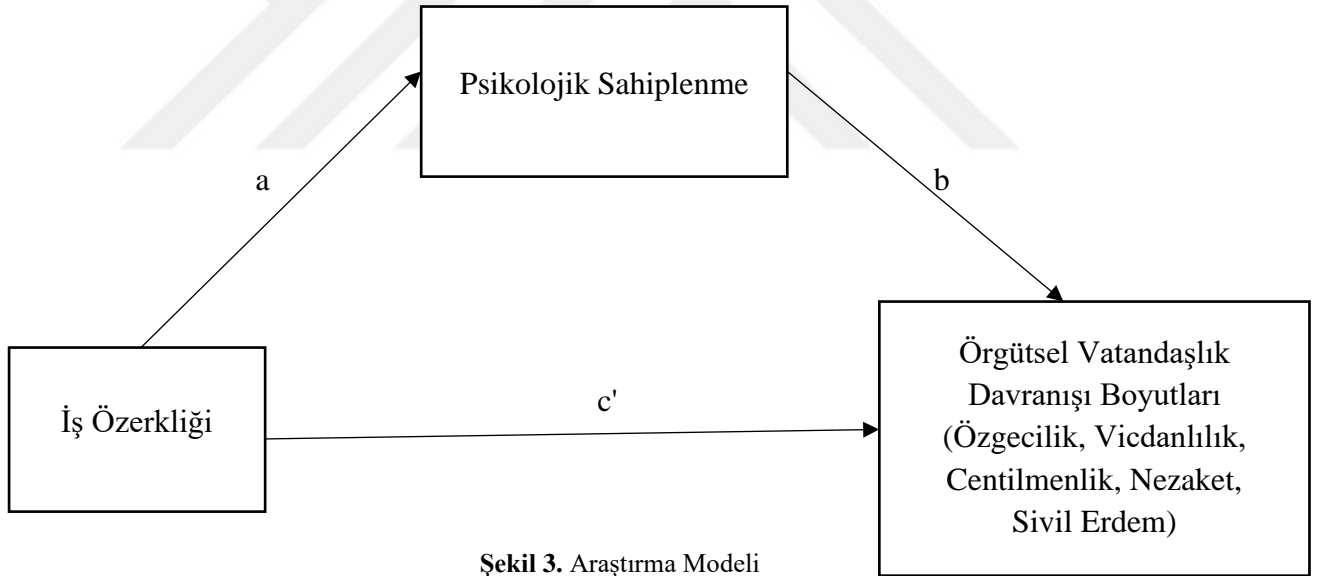 Psikolojik Sahiplenme
a
b
İş Özerkliği
c'
Örgütsel Vatandaşlık
Davranışı Boyutları
(Özgecilik, Vicdanlılık,
Centilmenlik, Nezaket,
Sivil Erdem)
Şekil 3. Araştırma Modeli